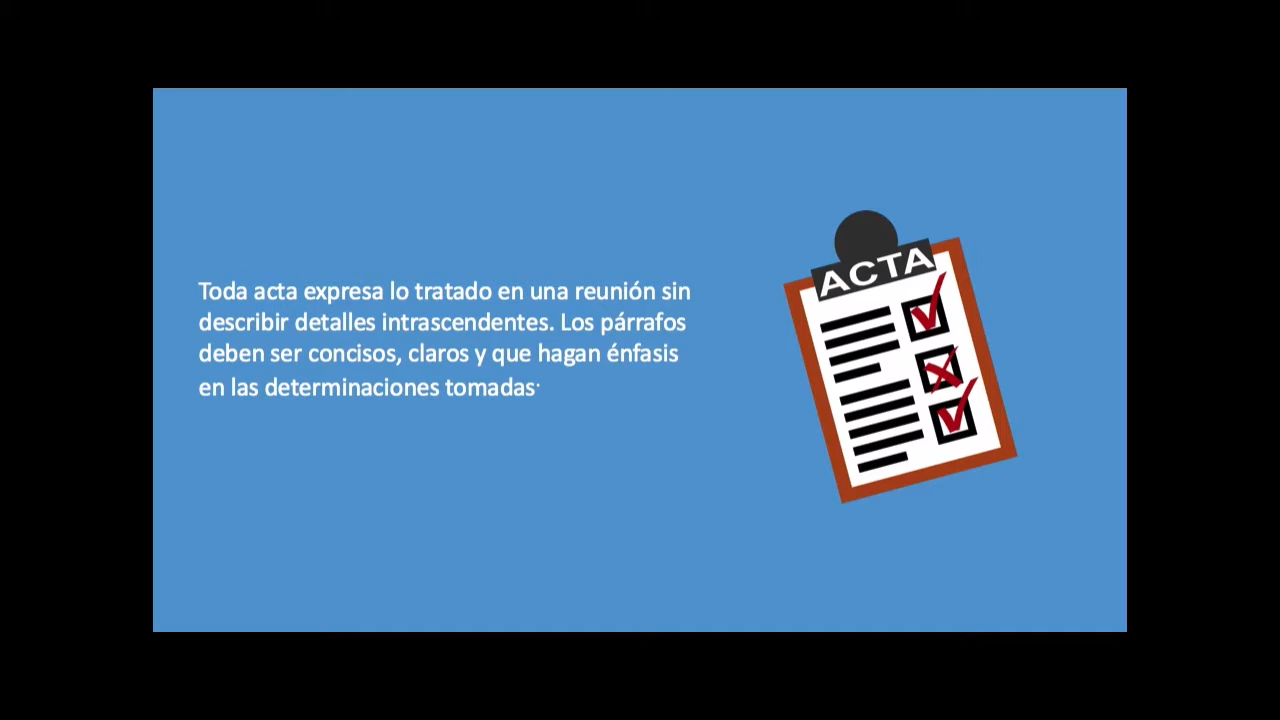 Toda acta expresa lo tratado en una reunión sin
describir detalles intrascendentes. Los párrafos
deben ser concisos, claros y que hagan énfasis
en las determinaciones tomadas.
ACTA